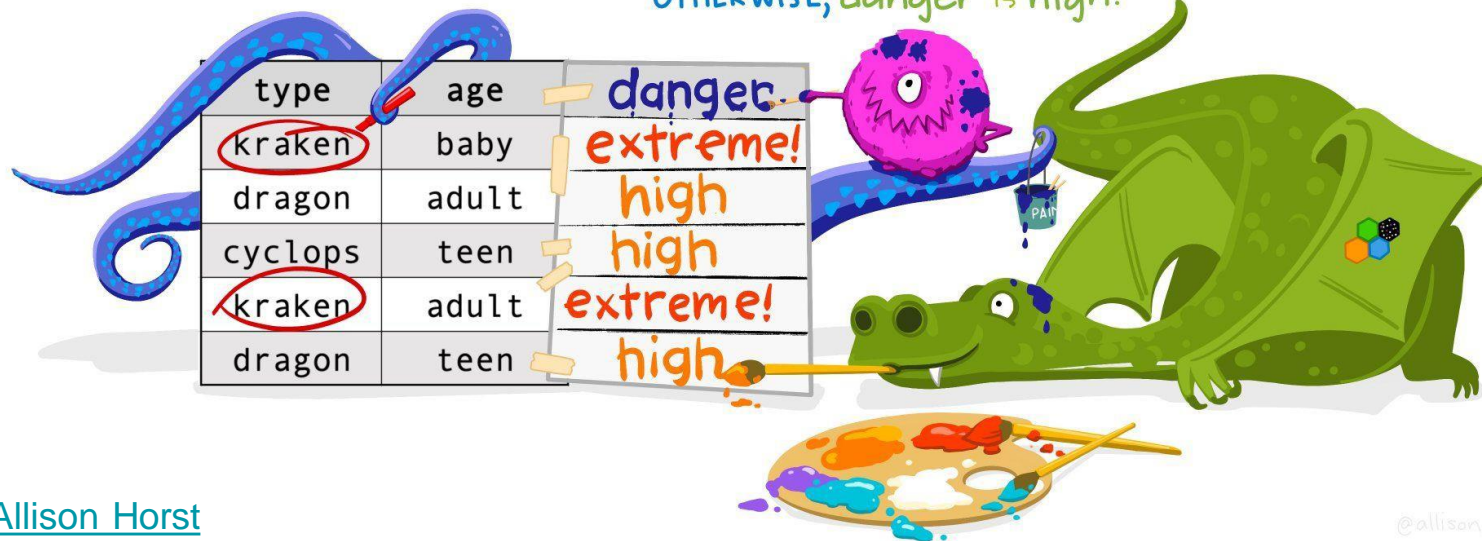 OTHERWISE, danger is high.
type age danger
kraken baby extreme!
dragon adult high
cyclops teen high
kraken adult extreme!
dragon teen high
PAIN
Allison Horst
@allison